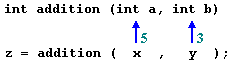 int addition (int a, int b)
5 3
z = addition ( x , y );